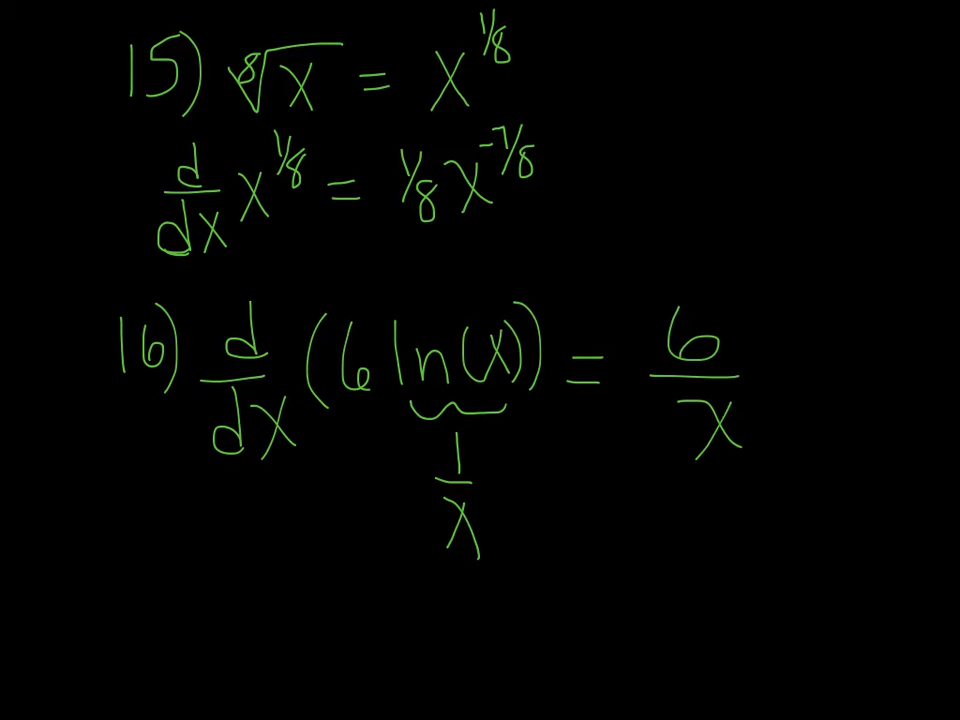 15) ⁸√x = x^1/8
d/dx x^1/8 = 1/8 x^-7/8
16) d/dx (6 ln(x)) = 6/x
1/x